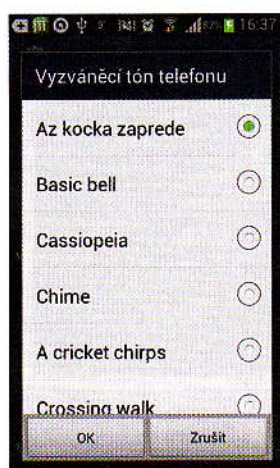 16:37
Vyzváněcí tón telefonu
Az kocka zaprede
Basic bell
Cassiopeia
Chime
A cricket chirps
Crossing walk
OK Zrušit